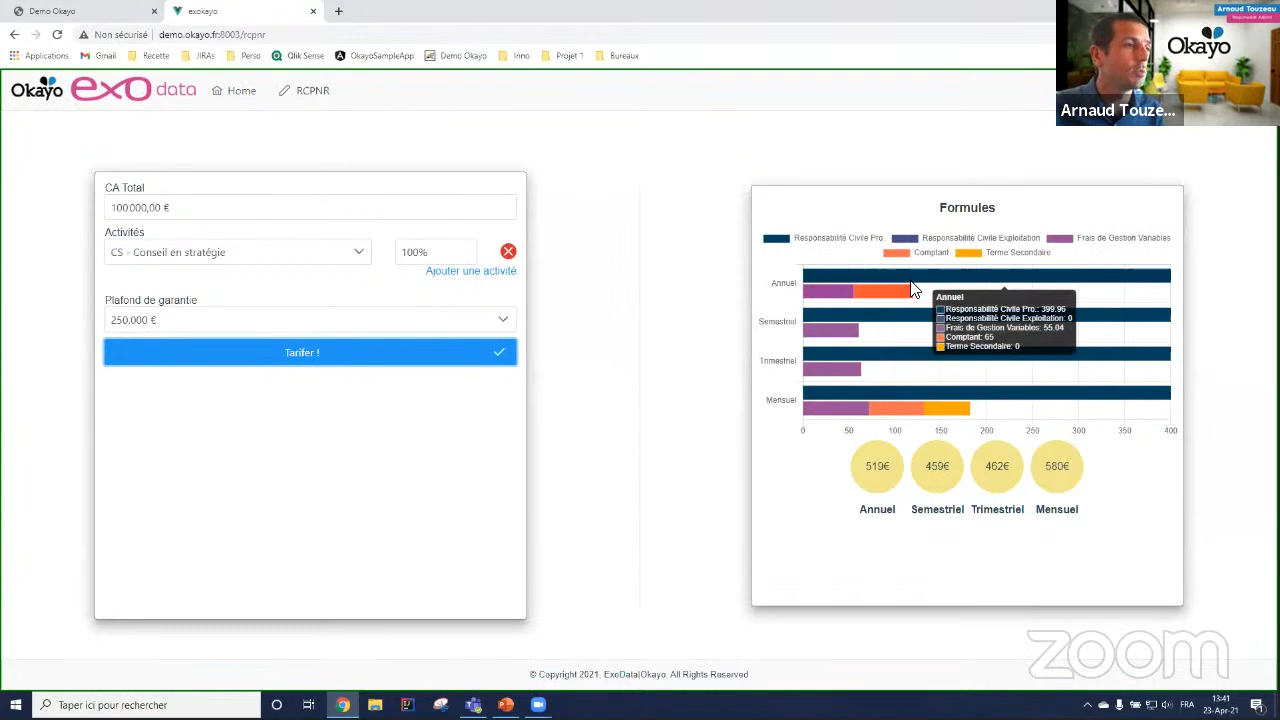 Demo Okayo
exokayo
Non sécurisé
demo.okayo.fr:8003/rcpnr
Applications
Gmail
Recette
JIRAs
Perso
Qlik Sense
OkayoSampleApp
Demo Okayo
Inno
Projet 1
Bureaux
Arnaud Touzeau
Okayo
Arnaud Touze...
Okayo exo data
Home
RCPNR
CA Total
100 000,00 €
Activités
CS - Conseil en stratégie
100%
Ajouter une activité
Plafond de garantie
250.000 €
Tarifer !
Formules
Responsabilité Civile Pro.
Responsabilité Civile Exploitation
Frais de Gestion Variables
Comptant
Terme Secondaire
Annuel
Semestriel
Trimestriel
Mensuel
Annuel
Responsabilité Civile Pro.: 399.96
Responsabilité Civile Exploitation: 0
Frais de Gestion Variables: 55.04
Comptant: 65
Terme Secondaire: 0
0 50 100 150 200 250 300 350 400
519€ 459€ 462€ 580€
Annuel Semestriel Trimestriel Mensuel
© Copyright 2021, ExoData|Okayo. All Rights Reserved
zoom
Taper ici pour rechercher
FRA
13:41
23-Apr-21